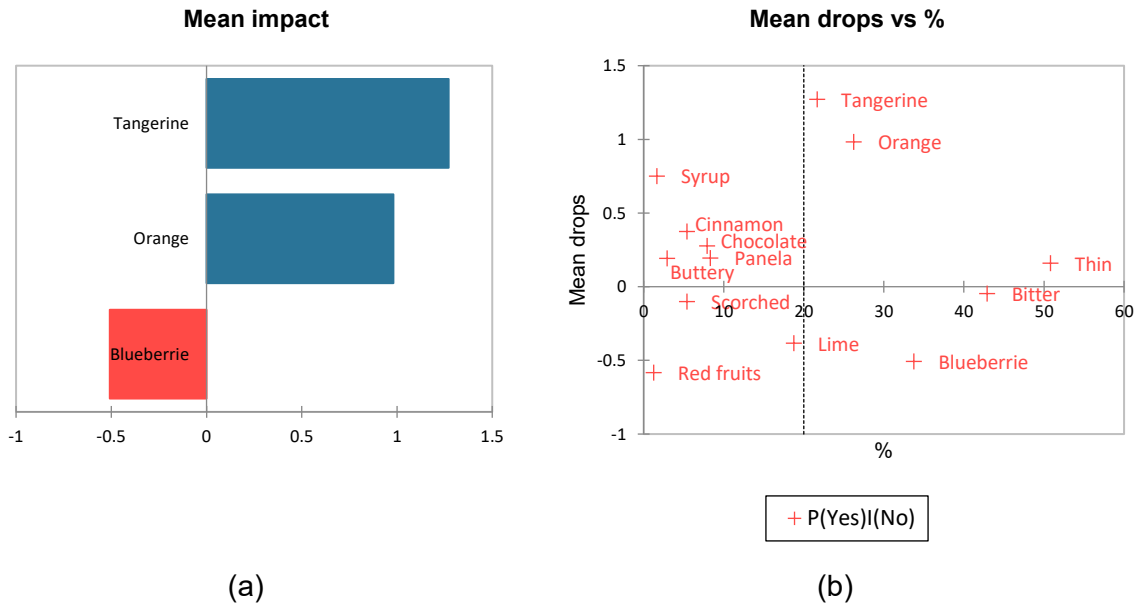 Mean impact
Tangerine
Orange
Blueberrie
-1 -0.5 0 0.5 1 1.5
(a)
Mean drops vs %
Mean drops
1.5
1
0.5
0
-0.5
-1
Tangerine
Orange
Syrup
Cinnamon
Chocolate
Panela
Buttery
Thin
Bitter
Scorched
Lime
Blueberrie
Red fruits
0 10 20 30 40 50 60
%
P(Yes)I(No)
(b)